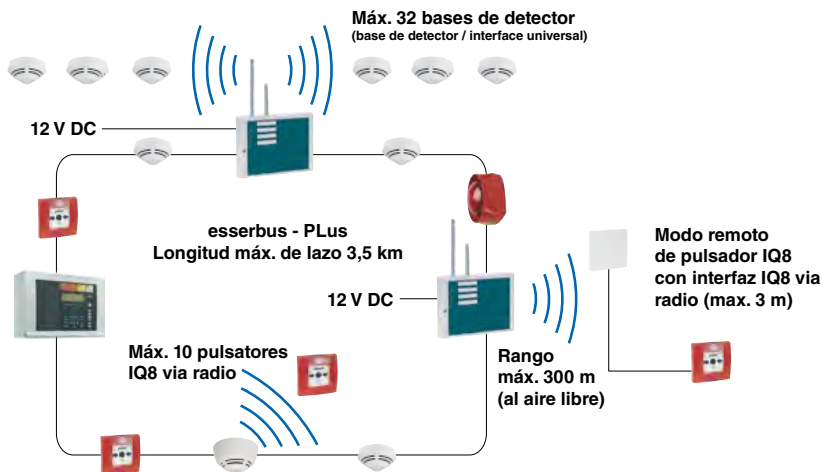 Máx. 32 bases de detector
(base de detector / interface universal)
12 V DC
esserbus - PLus
Longitud máx. de lazo 3,5 km
Modo remoto
de pulsador IQ8
con interfaz IQ8 via
radio (max. 3 m)
12 V DC
Máx. 10 pulsatores
IQ8 via radio
Rango
máx. 300 m
(al aire libre)